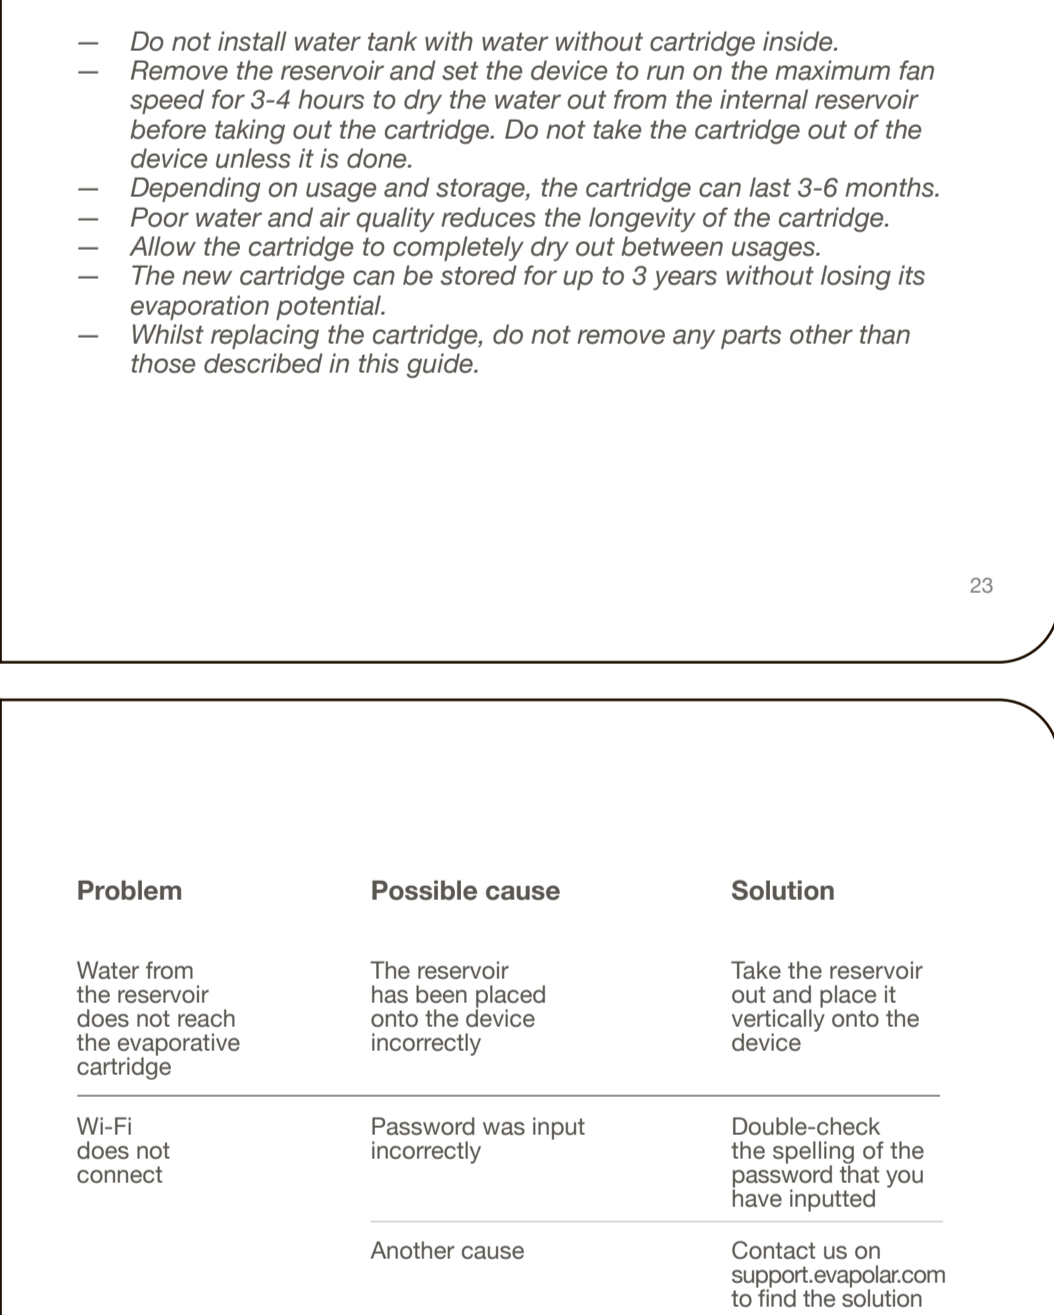 — Do not install water tank with water without cartridge inside.
— Remove the reservoir and set the device to run on the maximum fan
speed for 3-4 hours to dry the water out from the internal reservoir
before taking out the cartridge. Do not take the cartridge out of the
device unless it is done.
— Depending on usage and storage, the cartridge can last 3-6 months.
— Poor water and air quality reduces the longevity of the cartridge.
— Allow the cartridge to completely dry out between usages.
— The new cartridge can be stored for up to 3 years without losing its
evaporation potential.
— Whilst replacing the cartridge, do not remove any parts other than
those described in this guide.
23
Problem
Possible cause
Solution
Water from
the reservoir
does not reach
the evaporative
cartridge
The reservoir
has been placed
onto the device
incorrectly
Take the reservoir
out and place it
vertically onto the
device
Wi-Fi
does not
connect
Password was input
incorrectly
Double-check
the spelling of the
password that you
have inputted
Another cause
Contact us on
support.evapolar.com
to find the solution